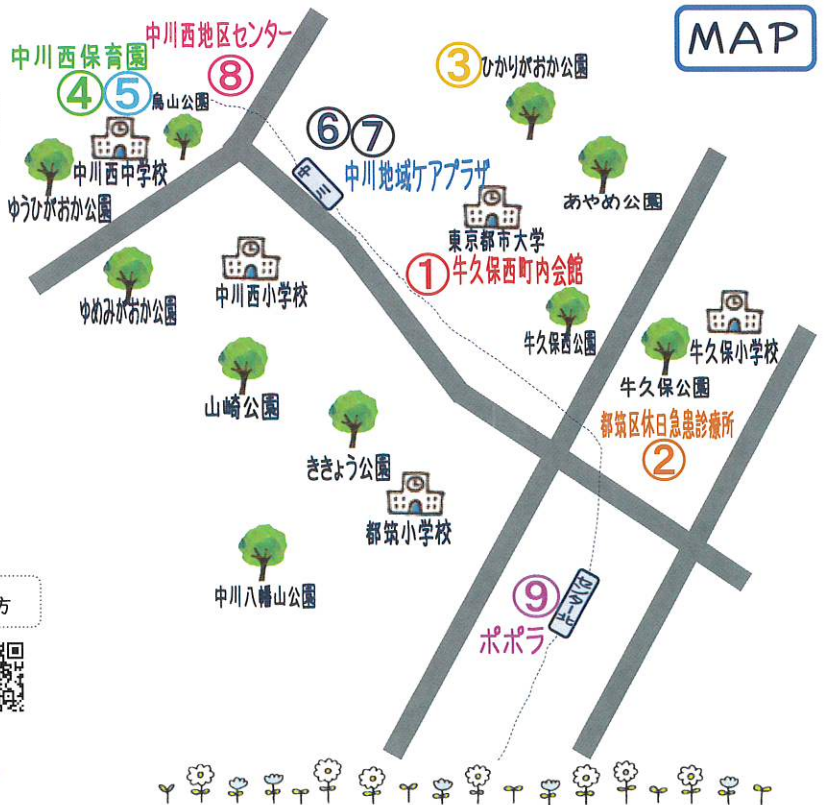 MAP
中川西地区センター
⑧
中川西保育園
④⑤
烏山公園
③ひかりがおか公園
中川西中学校
ゆうひがおか公園
⑥⑦
中川
中川地域ケアプラザ
あやめ公園
東京都市大学
①牛久保西町内会館
中川西小学校
ゆめみがおか公園
牛久保西公園
牛久保小学校
牛久保公園
山崎公園
都筑区休日急患診療所
②
ききょう公園
都筑小学校
中川八幡山公園
⑨
センター北
ポポラ
方